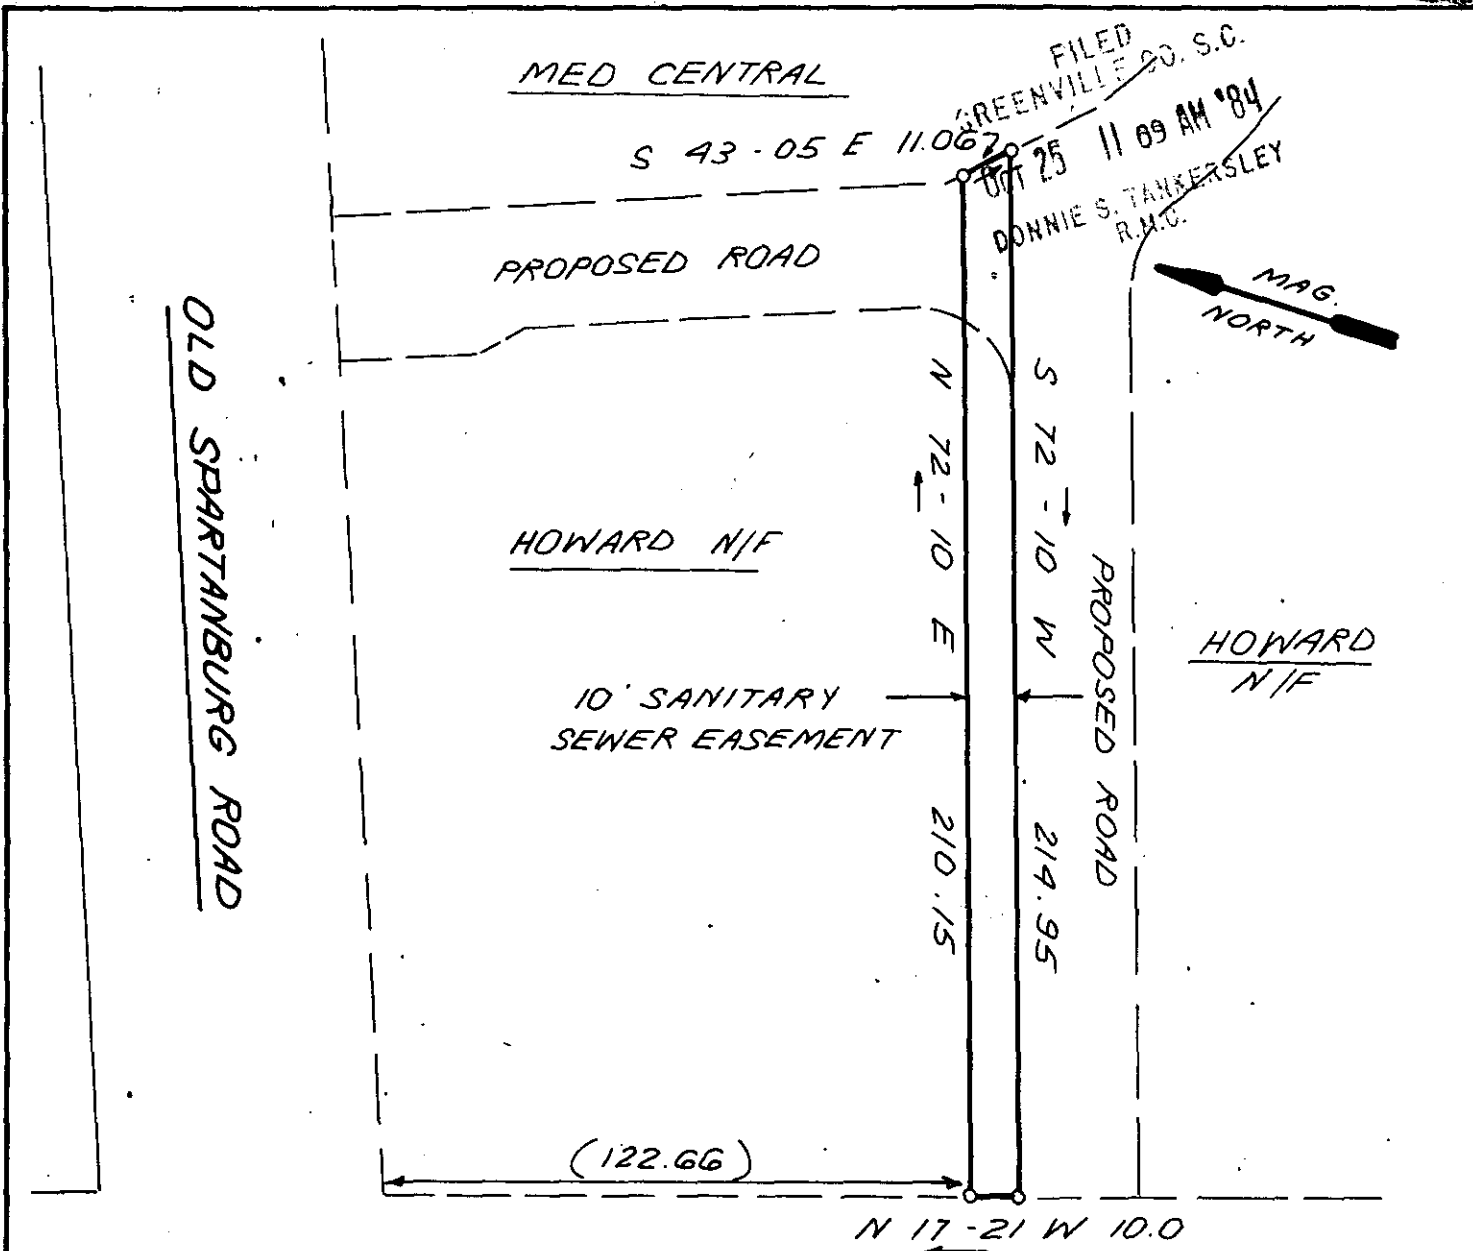 MED CENTRAL
FILED
GREENVILLE CO. S.C.
OCT 25 11 09 AM '84
DONNIE S. TANKERSLEY
R.M.C.
S 43-05 E 11.067
PROPOSED ROAD
MAG.
NORTH
OLD SPARTANBURG ROAD
HOWARD N/F
N 72-10 E 210.15
S 72-10 W 214.95
PROPOSED ROAD
HOWARD
N/F
10' SANITARY
SEWER EASEMENT
(122.66)
N 17-21 W 10.0